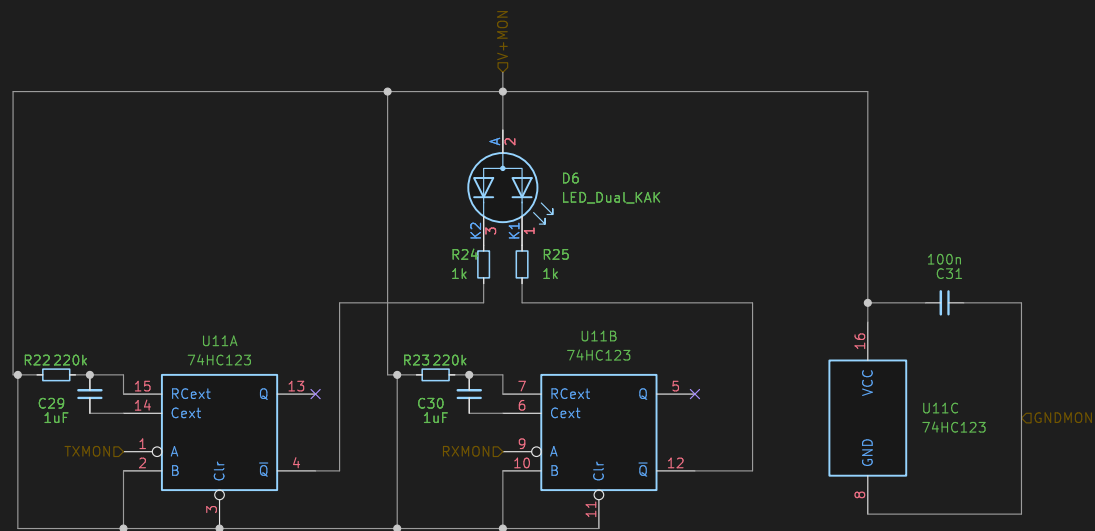 V+MON
A
2
D6
LED_Dual_KAK
K2
3
K1
1
R24
1k
R25
1k
100n
C31
U11A
74HC123
R22
220k
C29
1uF
15
RCext
14
Cext
Q
13
TXMON
1
A
2
B
Clr
3
Q
4
U11B
74HC123
R23
220k
C30
1uF
7
RCext
6
Cext
Q
5
RXMON
9
A
10
B
Clr
11
Q
12
16
VCC
U11C
74HC123
GND
8
GNDMON